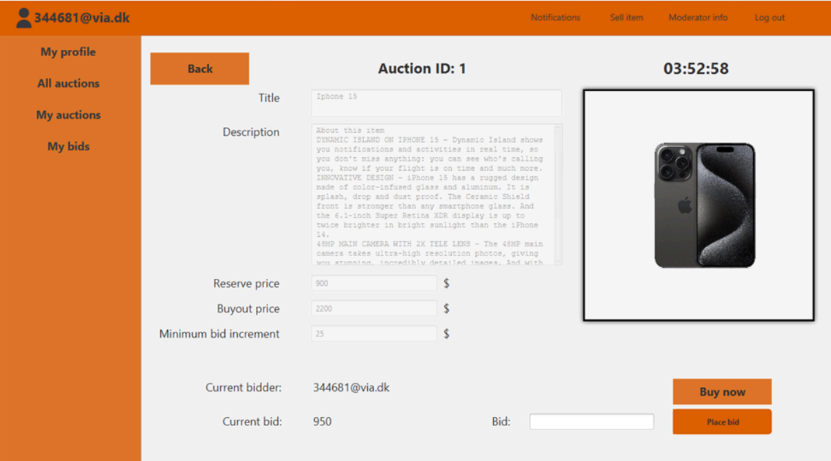 344681@via.dk
Notifications
Sell item
Moderator info
Log out
My profile
All auctions
My auctions
My bids
Back
Auction ID: 1
03:52:58
Title
Iphone 15
Description
About this item
DYNAMIC ISLAND ON IPHONE 15 — Dynamic Island shows
you notifications and activities in real time, so
you don't miss anything: you can see who's calling
you, know if your flight is on time and much more.
INNOVATIVE DESIGN — iPhone 15 has a rugged design
made of color-infused glass and aluminum. It is
splash, drop and dust proof. The Ceramic Shield
front is stronger than any smartphone glass. And
the 6.1-inch Super Retina XDR display is up to
twice brighter in bright sunlight than the iPhone
14.
48MP MAIN CAMERA WITH 2X TELE LENS — The 48MP main
camera takes ultra-high resolution photos, giving
you stunning, incredibly detailed images. And with
Reserve price
900
$
Buyout price
2200
$
Minimum bid increment
25
$
Current bidder:
344681@via.dk
Buy now
Current bid:
950
Bid:
Place bid